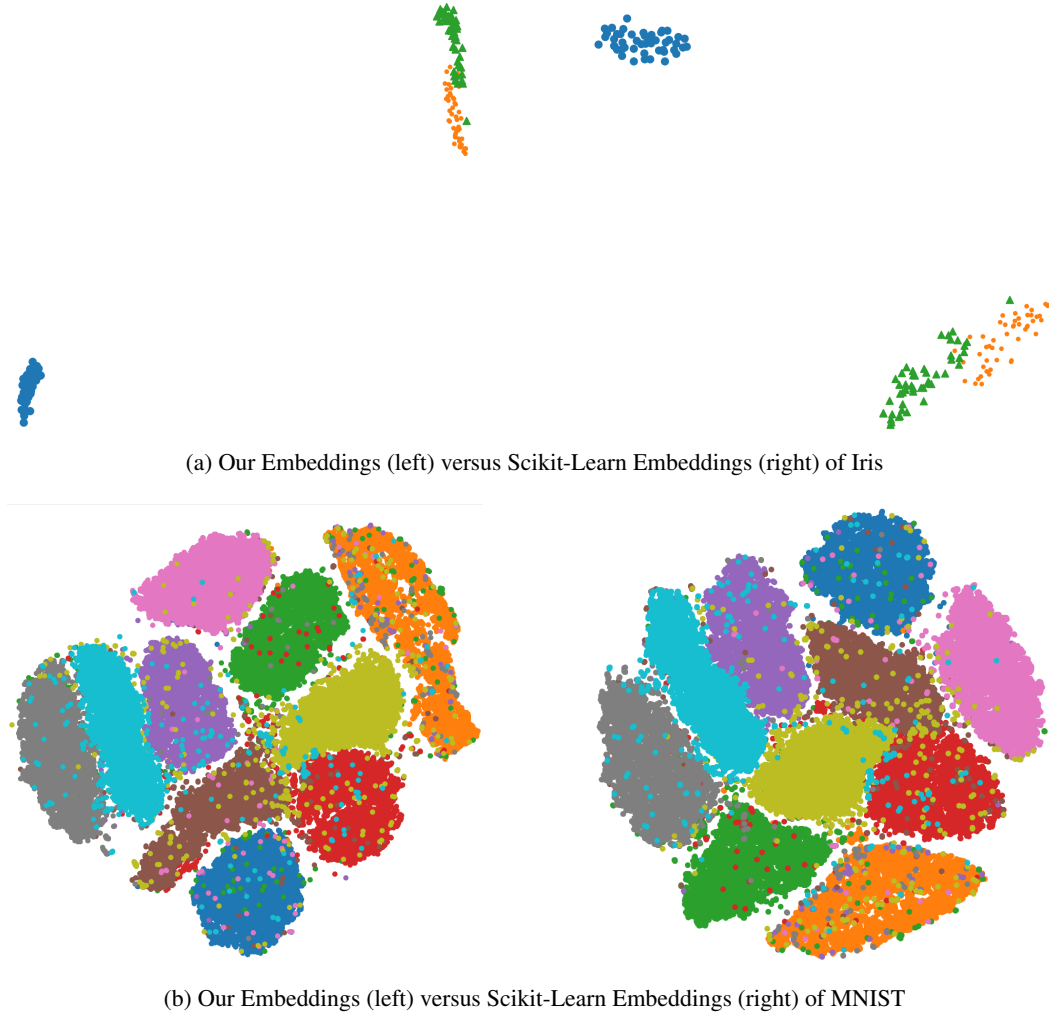 (a) Our Embeddings (left) versus Scikit-Learn Embeddings (right) of Iris
(b) Our Embeddings (left) versus Scikit-Learn Embeddings (right) of MNIST